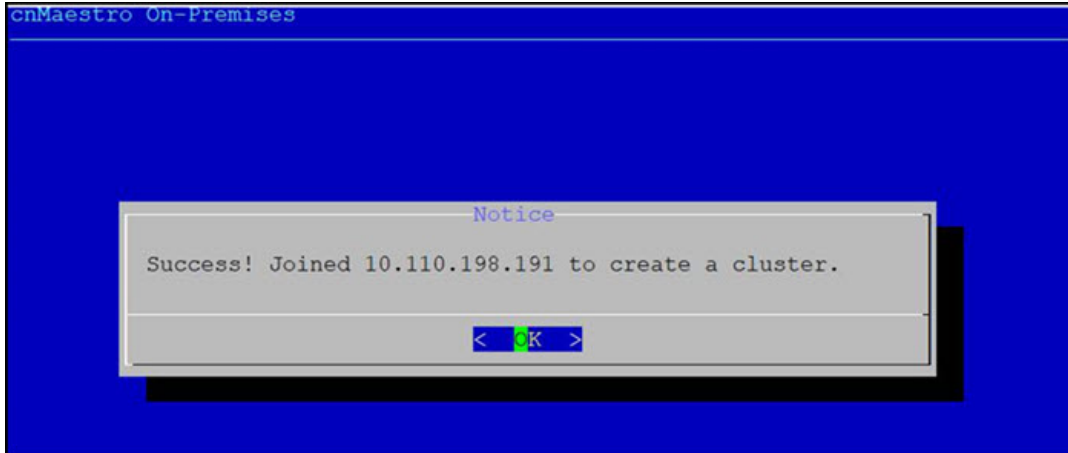 cnMaestro On-Premises
Notice
Success! Joined 10.110.198.191 to create a cluster.
< OK >